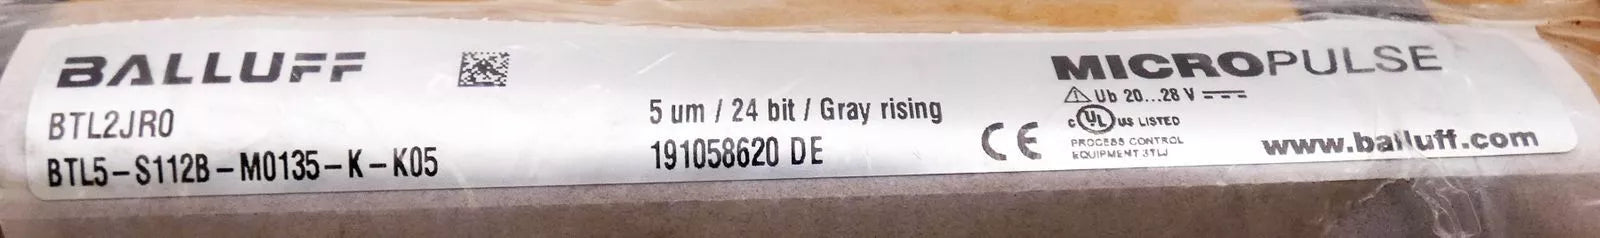 BALLUFF
BTL2JR0
BTL5-S112B-M0135-K-K05
5 um / 24 bit / Gray rising
191058620 DE
CE
MICROPULSE
Ub 20...28 V
c UL US LISTED
PROCESS CONTROL
EQUIPMENT 3TLJ
www.balluff.com